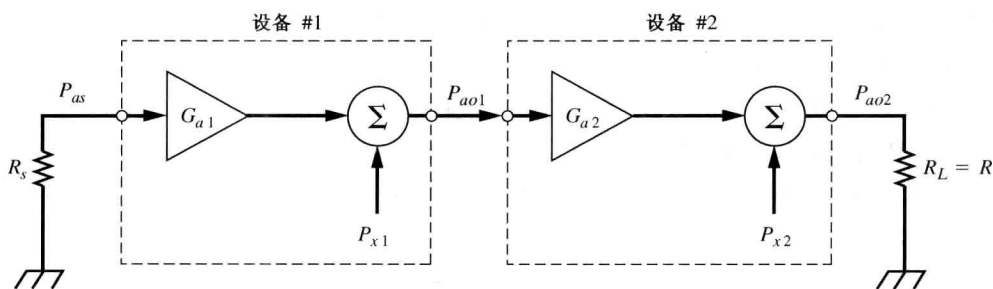 设备 #1
设备 #2
P_as
G_a1
Σ
P_ao1
G_a2
Σ
P_ao2
R_s
R_L = R
P_x1
P_x2